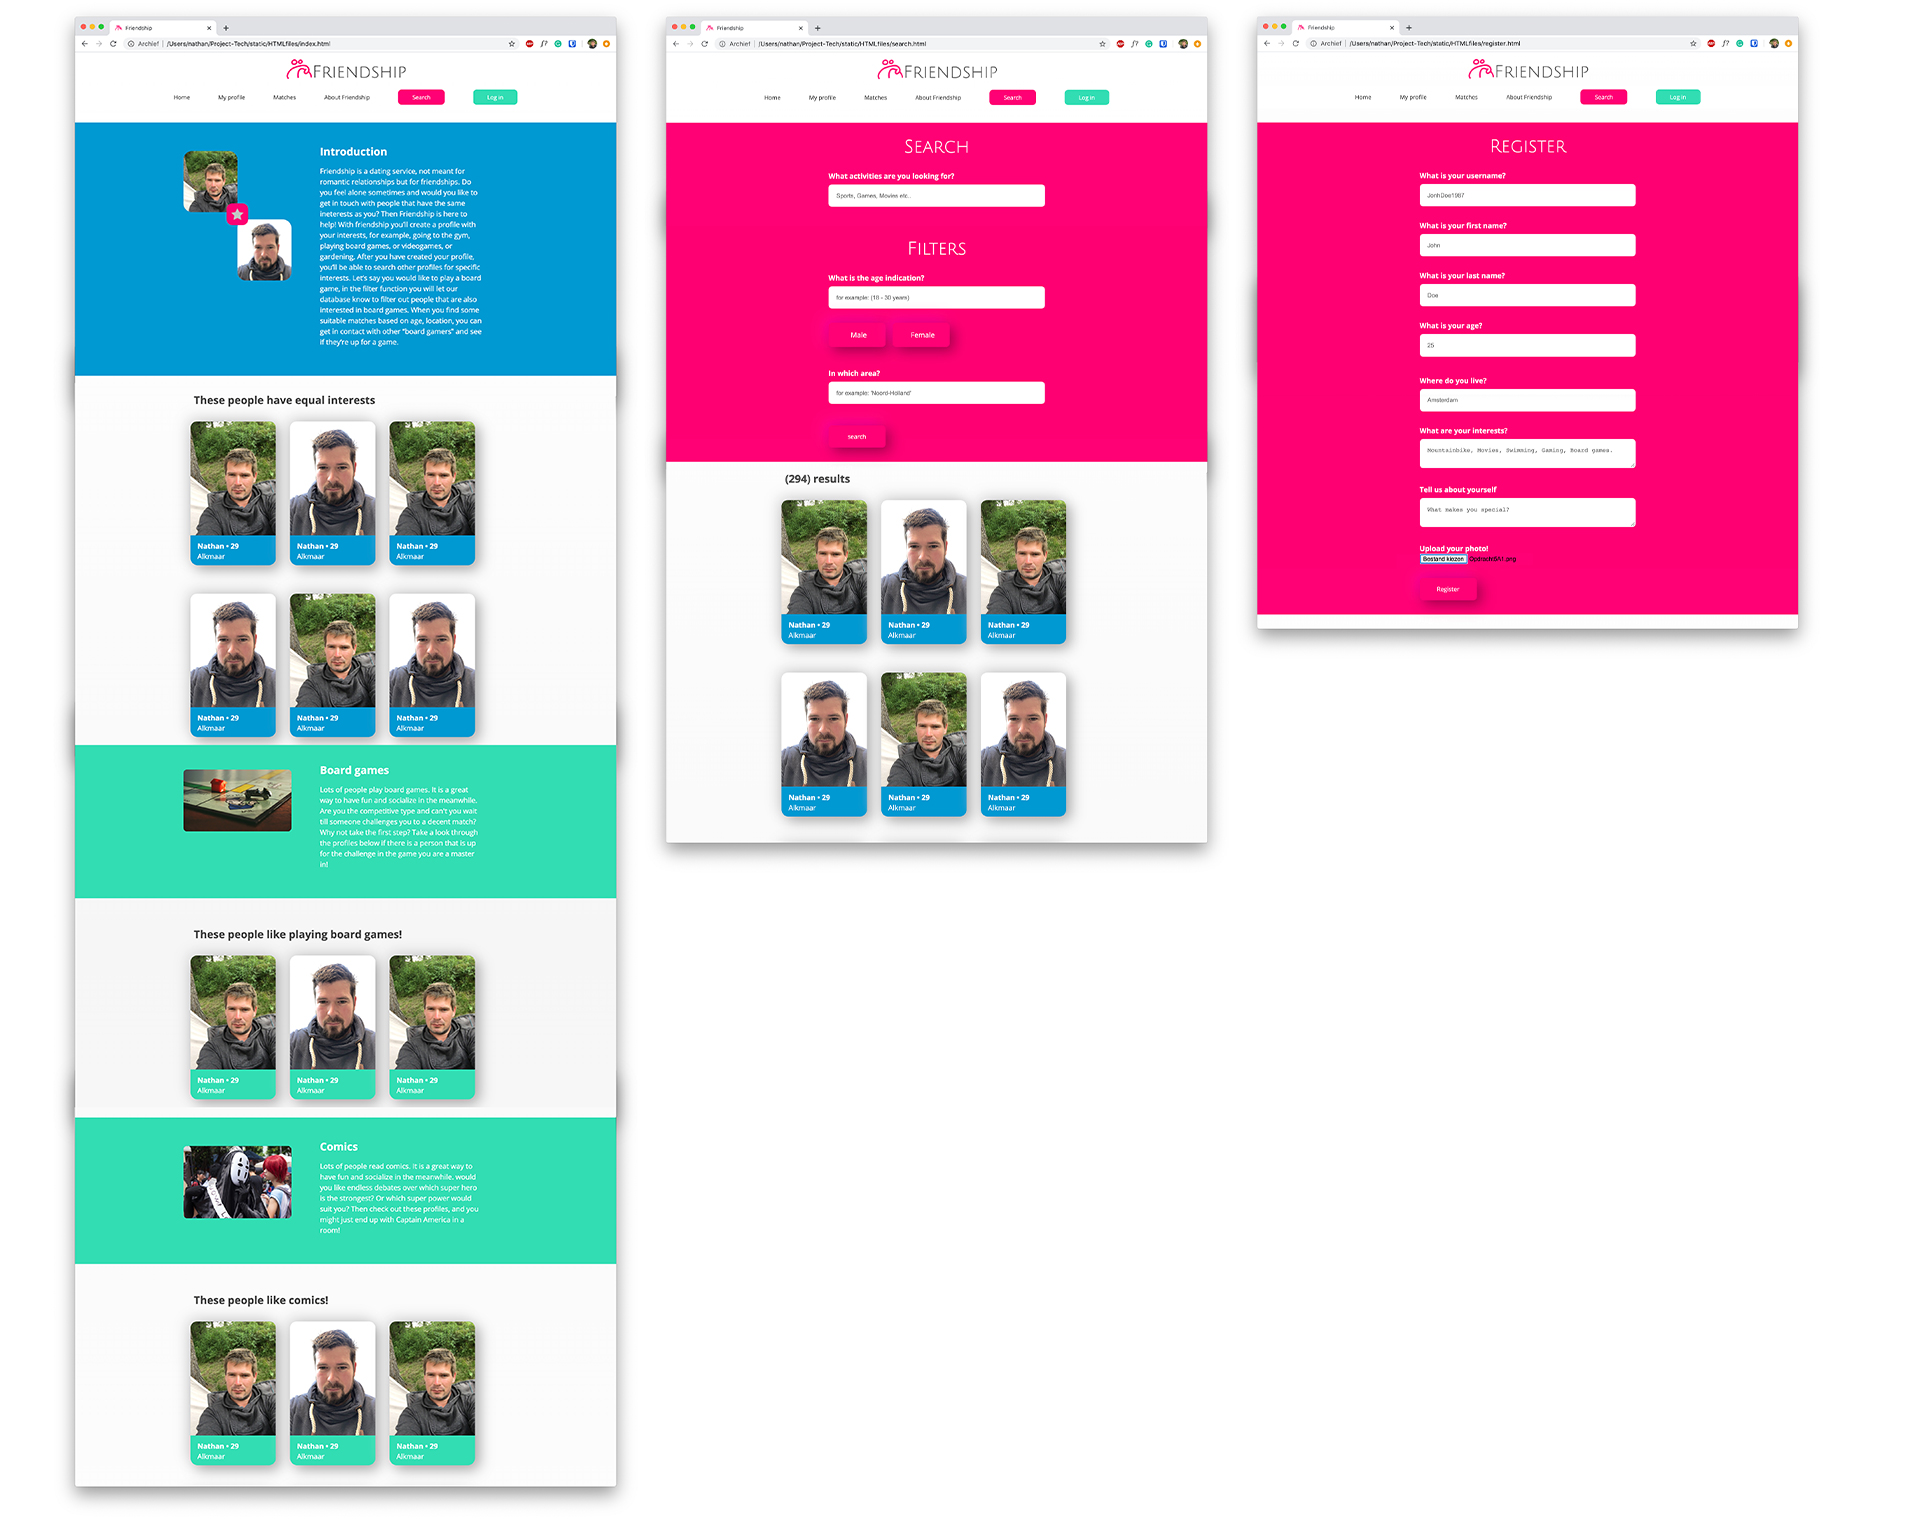 Friendship
Archief | /Users/nathan/Project-Tech/static/HTMLfiles/index.html
FRIENDSHIP
Home My profile Matches About Friendship Search Log in
Introduction
Friendship is a dating service, not meant for
romantic relationships but for friendships. Do
you feel alone sometimes and would you like to
get in touch with people that have the same
ineterests as you? Then Friendship is here to
help! With friendship you'll create a profile with
your interests, for example, going to the gym,
playing board games, or videogames, or
gardening. After you have created your profile,
you'll be able to search other profiles for specific
interests. Let's say you would like to play a board
game, in the filter function you will let our
database know to filter out people that are also
interested in board games. When you find some
suitable matches based on age, location, you can
get in contact with other "board gamers" and see
if they're up for a game.
These people have equal interests
Nathan • 29 Nathan • 29 Nathan • 29
Alkmaar Alkmaar Alkmaar
Nathan • 29 Nathan • 29 Nathan • 29
Alkmaar Alkmaar Alkmaar
Board games
Lots of people play board games. It is a great
way to have fun and socialize in the meanwhile.
Are you the competitive type and can't you wait
till someone challenges you to a decent match?
Why not take the first step? Take a look through
the profiles below if there is a person that is up
for the challenge in the game you are a master
in!
These people like playing board games!
Nathan • 29 Nathan • 29 Nathan • 29
Alkmaar Alkmaar Alkmaar
Comics
Lots of people read comics. It is a great way to
have fun and socialize in the meanwhile. would
you like endless debates over which super hero
is the strongest? Or which super power would
suit you? Then check out these profiles, and you
might just end up with Captain America in a
room!
These people like comics!
Nathan • 29 Nathan • 29 Nathan • 29
Alkmaar Alkmaar Alkmaar
Friendship
Archief | /Users/nathan/Project-Tech/static/HTMLfiles/search.html
FRIENDSHIP
Home My profile Matches About Friendship Search Log in
SEARCH
What activities are you looking for?
Sports, Games, Movies etc..
FILTERS
What is the age indication?
for example: (18 - 30 years)
Male Female
In which area?
for example: 'Noord-Holland'
search
(294) results
Nathan • 29 Nathan • 29 Nathan • 29
Alkmaar Alkmaar Alkmaar
Nathan • 29 Nathan • 29 Nathan • 29
Alkmaar Alkmaar Alkmaar
Friendship
Archief | /Users/nathan/Project-Tech/static/HTMLfiles/register.html
FRIENDSHIP
Home My profile Matches About Friendship Search Log in
REGISTER
What is your username?
JonhDoe1987
What is your first name?
John
What is your last name?
Doe
What is your age?
25
Where do you live?
Amsterdam
What are your interests?
Mountainbike, Movies, Swimming, Gaming, Board games.
Tell us about yourself
What makes you special?
Upload your photo!
Bestand kiezen Opdracht5A1.png
Register